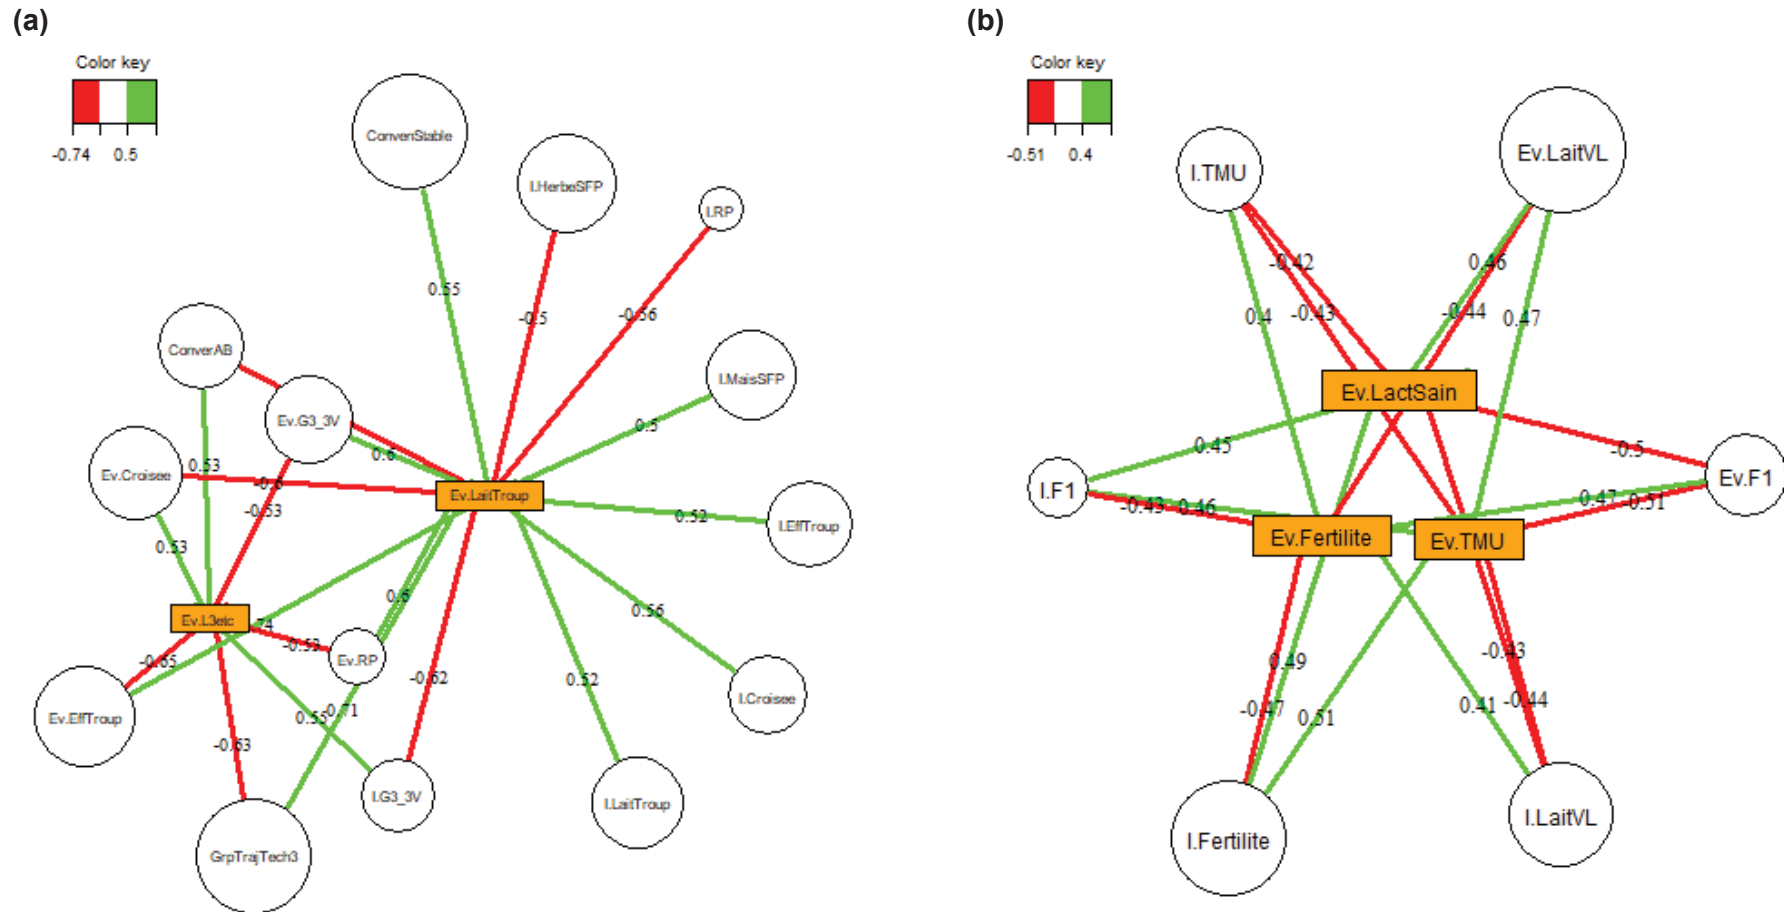 (a)
Color key
-0.74 0.5
ConvenStable
I.HerbeSFP
I.RP
0.55
-0.5
-0.56
ConverAB
Ev.G3_3V
I.MaisSFP
0.5
0.6
Ev.Croisee
0.53
-0.6
-0.53
Ev.LaitTroup
0.52
I.EffTroup
0.53
0.6
0.56
Ev.L3etc
.74
-0.53
Ev.RP
-0.65
-0.62
0.52
I.Croisee
Ev.EffTroup
0.55
0.71
-0.63
I.G3_3V
I.LaitTroup
GrpTrajTech3
(b)
Color key
-0.51 0.4
I.TMU
Ev.LaitVL
-0.42
0.46
0.4
-0.43
-0.44
0.47
Ev.LactSain
0.45
-0.5
I.F1
Ev.F1
-0.43
0.46
0.47
0.51
Ev.Fertilite
Ev.TMU
0.49
-0.43
-0.47
0.51
0.41
-0.44
I.Fertilite
I.LaitVL